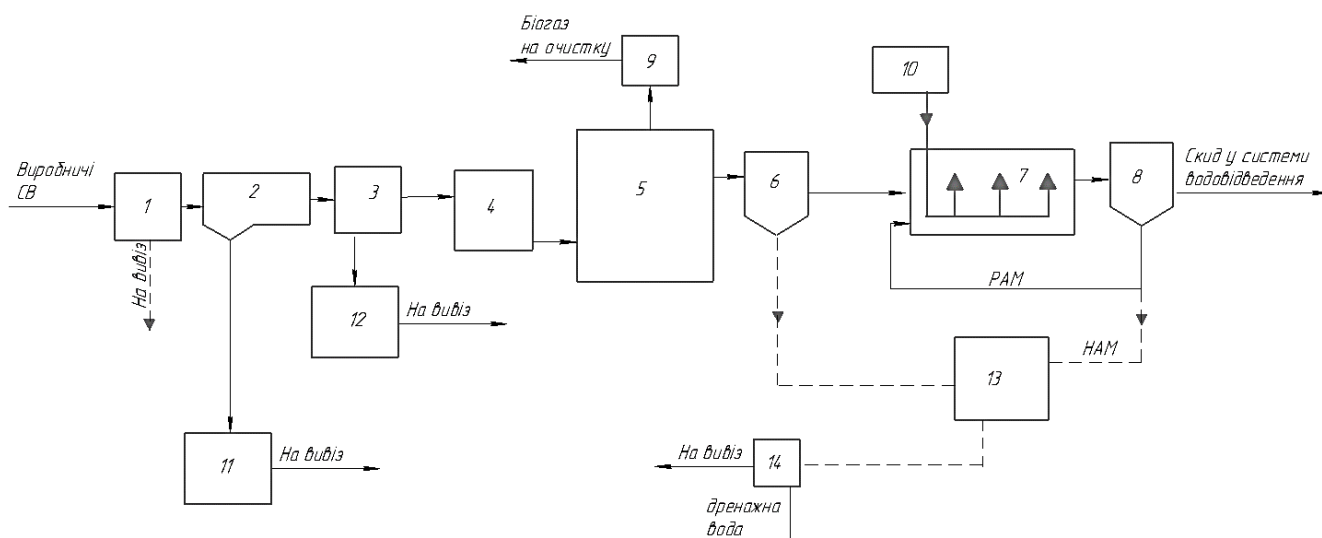 Біогаз
на очистку
9
10
Виробничі
СВ
1
2
3
4
5
6
7
8
Скид у системи
водовідведення
На вивіз
12
На вивіз
РАМ
НАМ
13
11
На вивіз
На вивіз
14
дренажна
вода